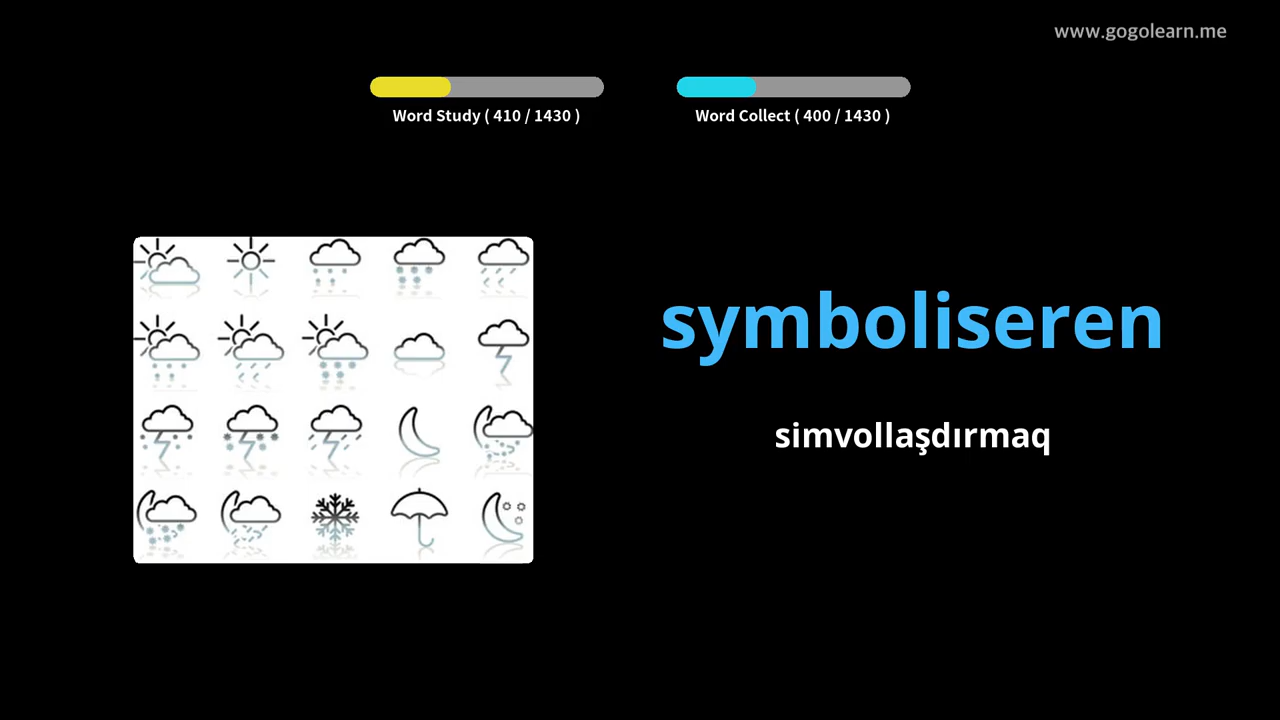 www.gogolearn.me
Word Study ( 410 / 1430 )
Word Collect ( 400 / 1430 )
symboliseren
simvollaşdırmaq